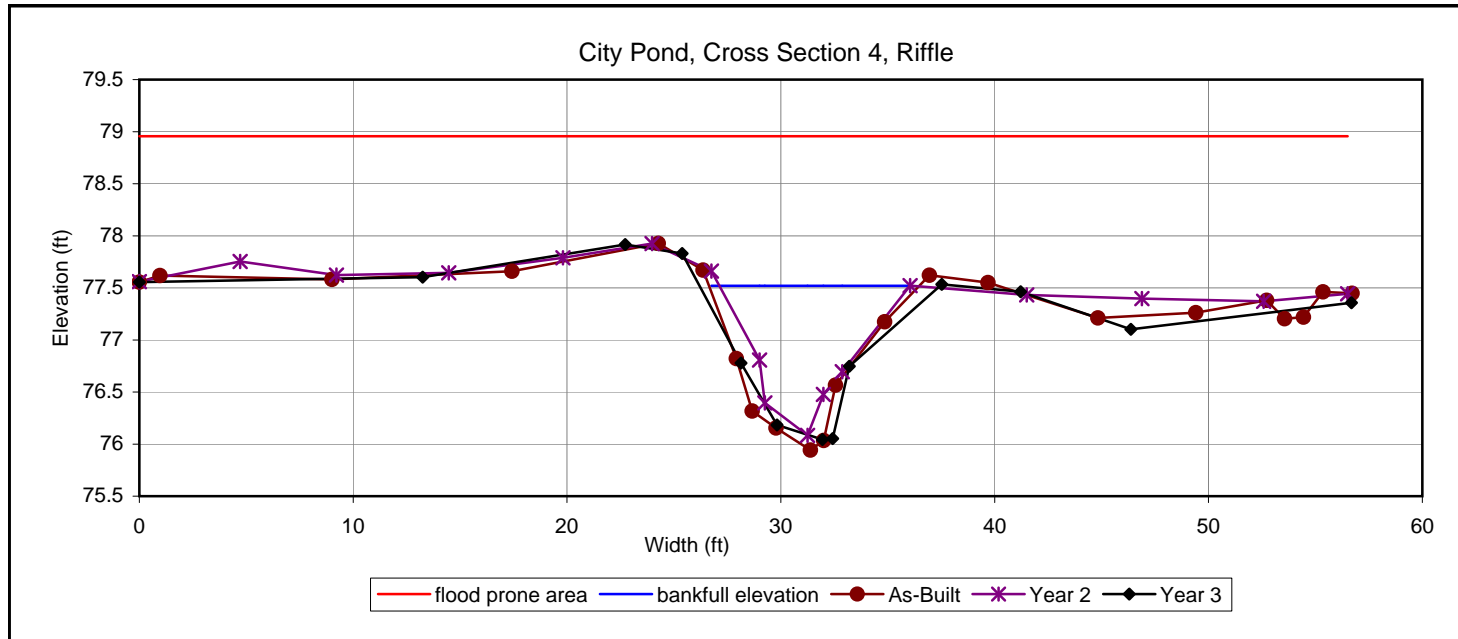 City Pond, Cross Section 4, Riffle
79.5
79
78.5
78
77.5
77
76.5
76
75.5
Elevation (ft)
0 10 20 30 40 50 60
Width (ft)
flood prone area bankfull elevation As-Built Year 2 Year 3